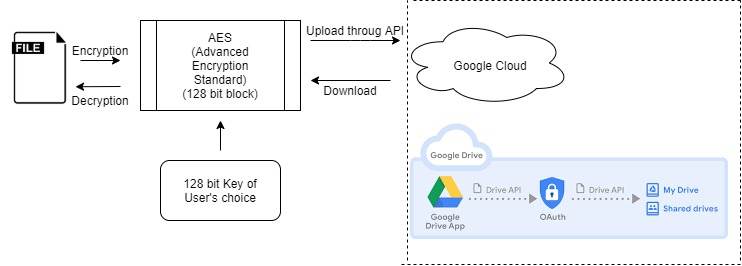 FILE
Encryption
Decryption
AES
(Advanced
Encryption
Standard)
(128 bit block)
128 bit Key of
User's choice
Upload throug API
Download
Google Cloud
Google Drive
Google
Drive App
Drive API
OAuth
Drive API
My Drive
Shared drives